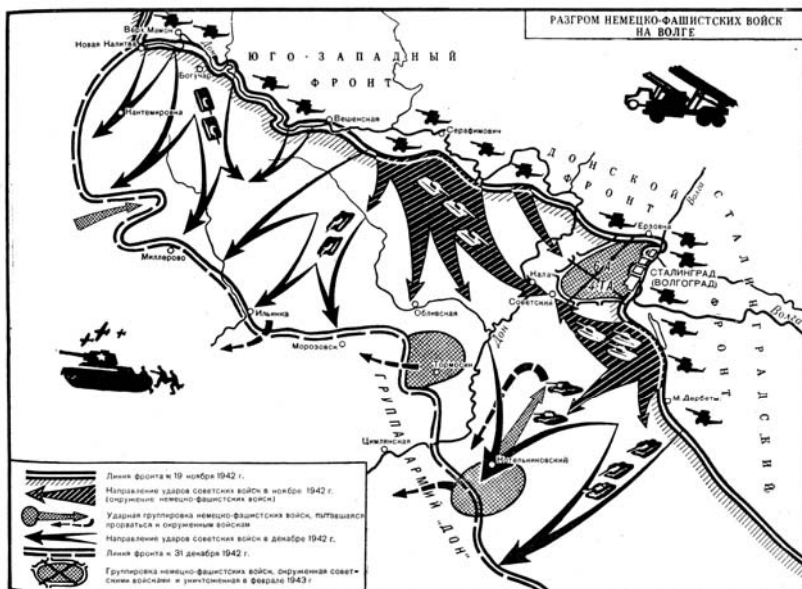 РАЗГРОМ НЕМЕЦКО-ФАШИСТСКИХ ВОЙСК
НА ВОЛГЕ
Верх. Мамон
Новая Калитва
Дон
Богучар
ЮГО-ЗАПАДНЫЙ
ФРОНТ
Кантемировка
Вешенская
Серафимович
ДОНСКОЙ
ФРОНТ
Волга
Ерзовка
СТАЛИНГРАД
(ВОЛГОГРАД)
СТАЛИНГРАДСКИЙ
ФРОНТ
Волга
6А
4ТА
Калач
Советский
Миллерово
Ильинка
Обливская
Дон
Морозовск
Тормосин
М. Дербеты
Цимлянская
Котельниковский
ГРУППА
АРМИЙ „ДОН"
Линия фронта к 19 ноября 1942 г.
Направление ударов советских войск в ноябре 1942 г.
(окружение немецко-фашистских войск)
Ударная группировка немецко-фашистских войск, пытавшаяся
прорваться к окруженным войскам
Направление ударов советских войск в декабре 1942 г.
Линия фронта к 31 декабря 1942 г.
Группировка немецко-фашистских войск, окруженная совет-
скими войсками и уничтоженная в феврале 1943 г